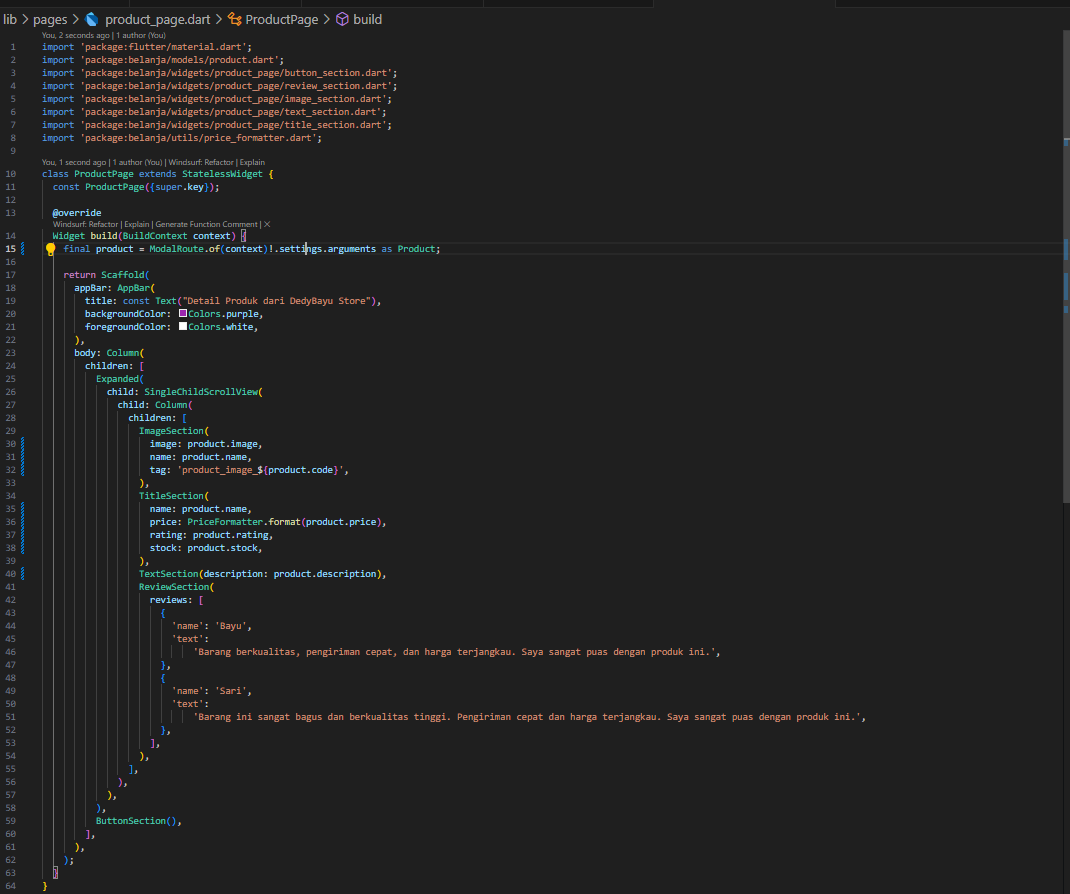 lib > pages > product_page.dart > ProductPage > build
You, 2 seconds ago | 1 author (You)
1 import 'package:flutter/material.dart';
2 import 'package:belanja/models/product.dart';
3 import 'package:belanja/widgets/product_page/button_section.dart';
4 import 'package:belanja/widgets/product_page/review_section.dart';
5 import 'package:belanja/widgets/product_page/image_section.dart';
6 import 'package:belanja/widgets/product_page/text_section.dart';
7 import 'package:belanja/widgets/product_page/title_section.dart';
8 import 'package:belanja/utils/price_formatter.dart';
9
You, 1 second ago | 1 author (You) | Windsurf: Refactor | Explain
10 class ProductPage extends StatelessWidget {
11   const ProductPage({super.key});
12
13   @override
Windsurf: Refactor | Explain | Generate Function Comment | ×
14   Widget build(BuildContext context) {
15     final product = ModalRoute.of(context)!.settings.arguments as Product;
16
17     return Scaffold(
18       appBar: AppBar(
19         title: const Text("Detail Produk dari DedyBayu Store"),
20         backgroundColor: Colors.purple,
21         foregroundColor: Colors.white,
22       ),
23       body: Column(
24         children: [
25           Expanded(
26             child: SingleChildScrollView(
27               child: Column(
28                 children: [
29                   ImageSection(
30                     image: product.image,
31                     name: product.name,
32                     tag: 'product_image_${product.code}',
33                   ),
34                   TitleSection(
35                     name: product.name,
36                     price: PriceFormatter.format(product.price),
37                     rating: product.rating,
38                     stock: product.stock,
39                   ),
40                   TextSection(description: product.description),
41                   ReviewSection(
42                     reviews: [
43                       {
44                         'name': 'Bayu',
45                         'text':
46                             'Barang berkualitas, pengiriman cepat, dan harga terjangkau. Saya sangat puas dengan produk ini.',
47                       },
48                       {
49                         'name': 'Sari',
50                         'text':
51                             'Barang ini sangat bagus dan berkualitas tinggi. Pengiriman cepat dan harga terjangkau. Saya sangat puas dengan produk ini.',
52                       },
53                     ],
54                   ),
55                 ],
56               ),
57             ),
58           ),
59           ButtonSection(),
60         ],
61       ),
62     );
63   }
64 }